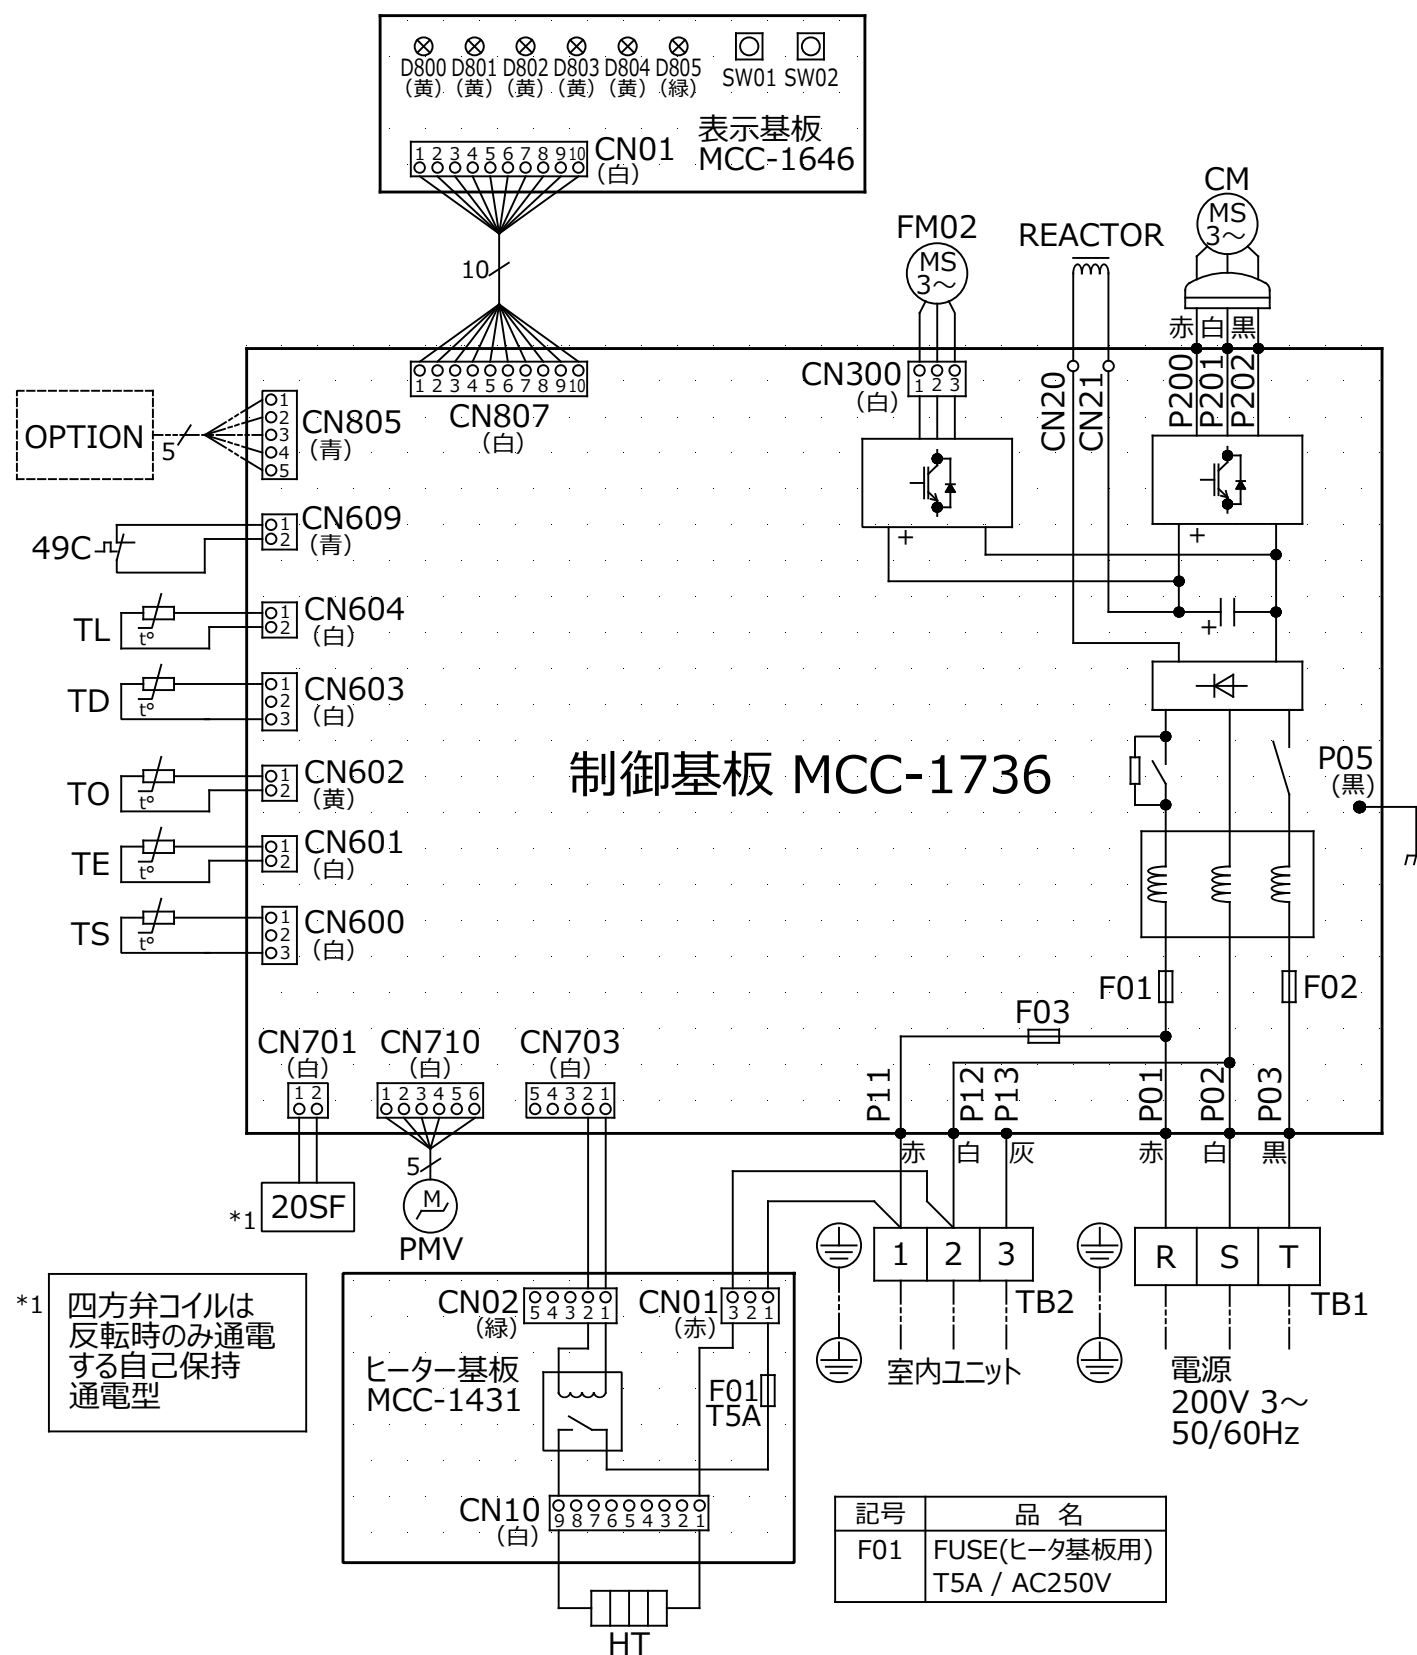 D800 D801 D802 D803 D804 D805
(黄) (黄) (黄) (黄) (黄) (緑)
SW01 SW02
表示基板
MCC-1646
1 2 3 4 5 6 7 8 9 10
CN01
(白)
10
FM02
MS
3～
REACTOR
CM
MS
3～
赤 白 黒
P200 P201 P202
1 2 3 4 5 6 7 8 9 10
CN807
(白)
CN300
(白)
1 2 3
CN20
CN21
+
+
+
OPTION
5
1
2
3
4
5
CN805
(青)
49C
1
2
CN609
(青)
TL
t°
1
2
CN604
(白)
TD
t°
1
2
3
CN603
(白)
TO
t°
1
2
CN602
(黄)
TE
t°
1
2
CN601
(白)
TS
t°
1
2
3
CN600
(白)
制御基板 MCC-1736
P05
(黒)
F01
F02
F03
CN701
(白)
1 2
CN710
(白)
1 2 3 4 5 6
CN703
(白)
5 4 3 2 1
P11
P12
P13
P01
P02
P03
赤 白 灰
赤 白 黒
*1
20SF
5
M
PMV
1 2 3
TB2
室内ユニット
R S T
TB1
電源
200V 3～
50/60Hz
*1
四方弁コイルは
反転時のみ通電
する自己保持
通電型
CN02
(緑)
5 4 3 2 1
CN01
(赤)
3 2 1
ヒーター基板
MCC-1431
F01
T5A
CN10
(白)
9 8 7 6 5 4 3 2 1
HT
記号 品 名
F01 FUSE(ヒータ基板用)
T5A / AC250V